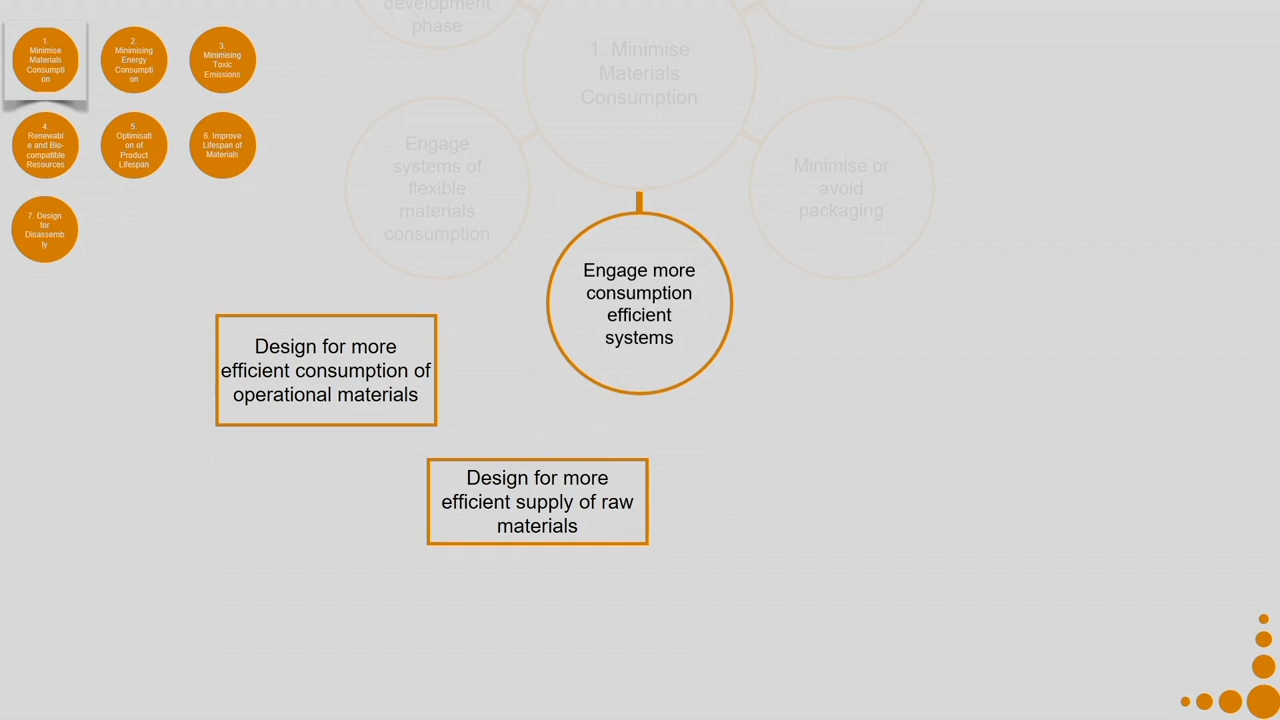 1.
Minimise
Materials
Consumpti
on
2.
Minimising
Energy
Consumpti
on
3.
Minimising
Toxic
Emissions
4.
Renewabl
e and Bio-
compatible
Resources
5.
Optimisati
on of
Product
Lifespan
6. Improve
Lifespan of
Materials
7. Design
for
Disassemb
ly
development
phase
1. Minimise
Materials
Consumption
Engage
systems of
flexible
materials
consumption
Minimise or
avoid
packaging
Engage more
consumption
efficient
systems
Design for more
efficient consumption of
operational materials
Design for more
efficient supply of raw
materials